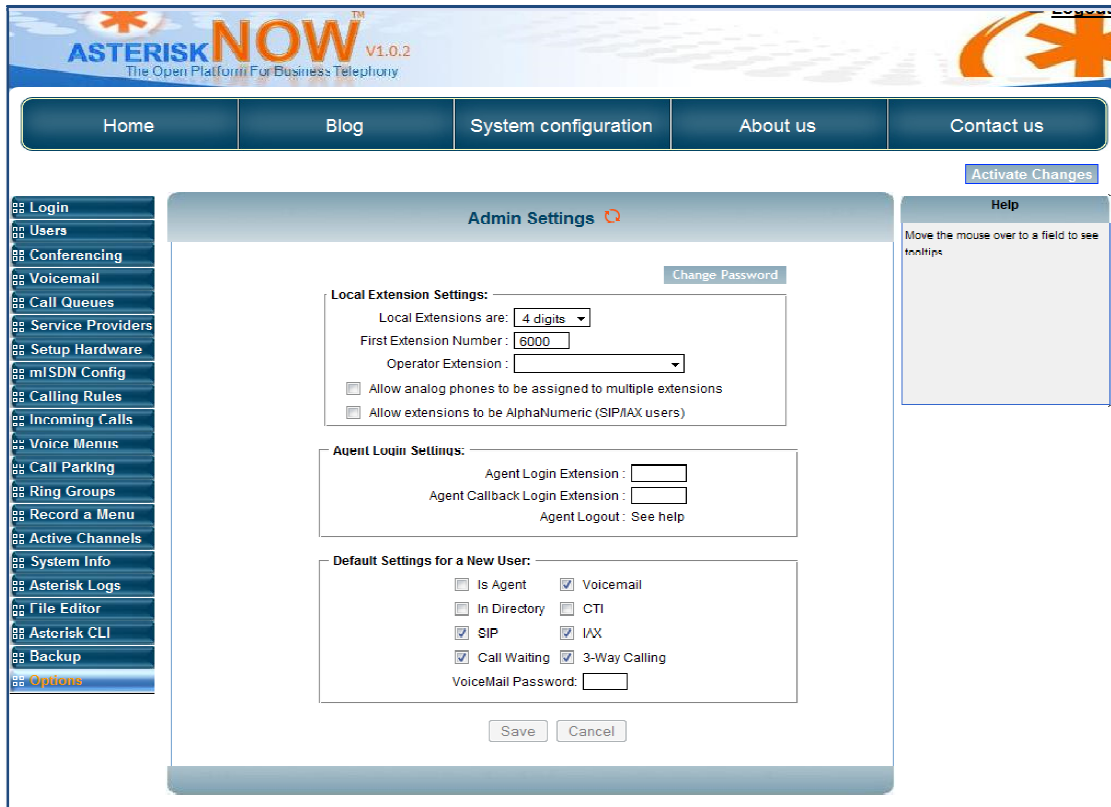 Logout
ASTERISKNOW™ V1.0.2
The Open Platform For Business Telephony
Home
Blog
System configuration
About us
Contact us
Activate Changes
Login
Users
Conferencing
Voicemail
Call Queues
Service Providers
Setup Hardware
mISDN Config
Calling Rules
Incoming Calls
Voice Menus
Call Parking
Ring Groups
Record a Menu
Active Channels
System Info
Asterisk Logs
File Editor
Asterisk CLI
Backup
Options
Admin Settings
Change Password
Local Extension Settings:
Local Extensions are: 4 digits
First Extension Number : 6000
Operator Extension :
Allow analog phones to be assigned to multiple extensions
Allow extensions to be AlphaNumeric (SIP/IAX users)
Agent Login Settings:
Agent Login Extension :
Agent Callback Login Extension :
Agent Logout : See help
Default Settings for a New User:
Is Agent Voicemail
In Directory CTI
SIP IAX
Call Waiting 3-Way Calling
VoiceMail Password:
Save Cancel
Help
Move the mouse over to a field to see
tooltips